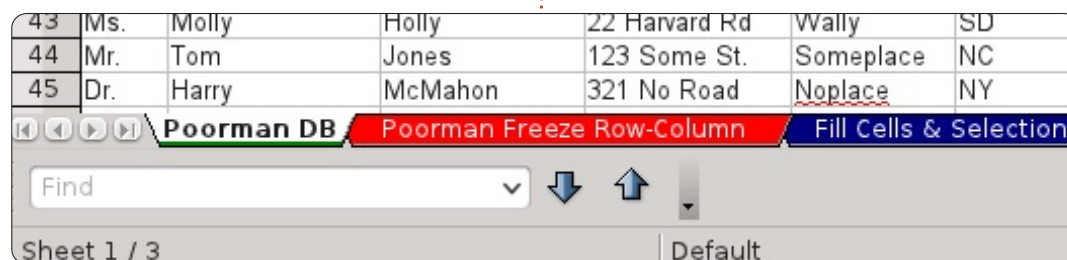 43 Ms. Molly Holly 22 Harvard Rd Wally SD
44 Mr. Tom Jones 123 Some St. Someplace NC
45 Dr. Harry McMahon 321 No Road Noplace NY
Poorman DB Poorman Freeze Row-Column Fill Cells & Selection
Find
Sheet 1 / 3 Default